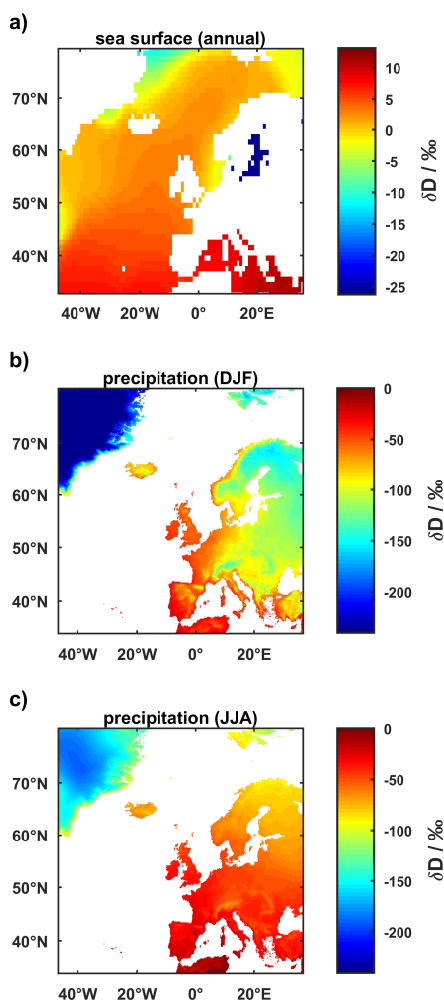 a)
sea surface (annual)
70°N
60°N
50°N
40°N
40°W 20°W 0° 20°E
10
5
0
-5
-10
-15
-20
-25
δD / ‰
b)
precipitation (DJF)
70°N
60°N
50°N
40°N
40°W 20°W 0° 20°E
0
-50
-100
-150
-200
δD / ‰
c)
precipitation (JJA)
70°N
60°N
50°N
40°N
40°W 20°W 0° 20°E
0
-50
-100
-150
-200
δD / ‰